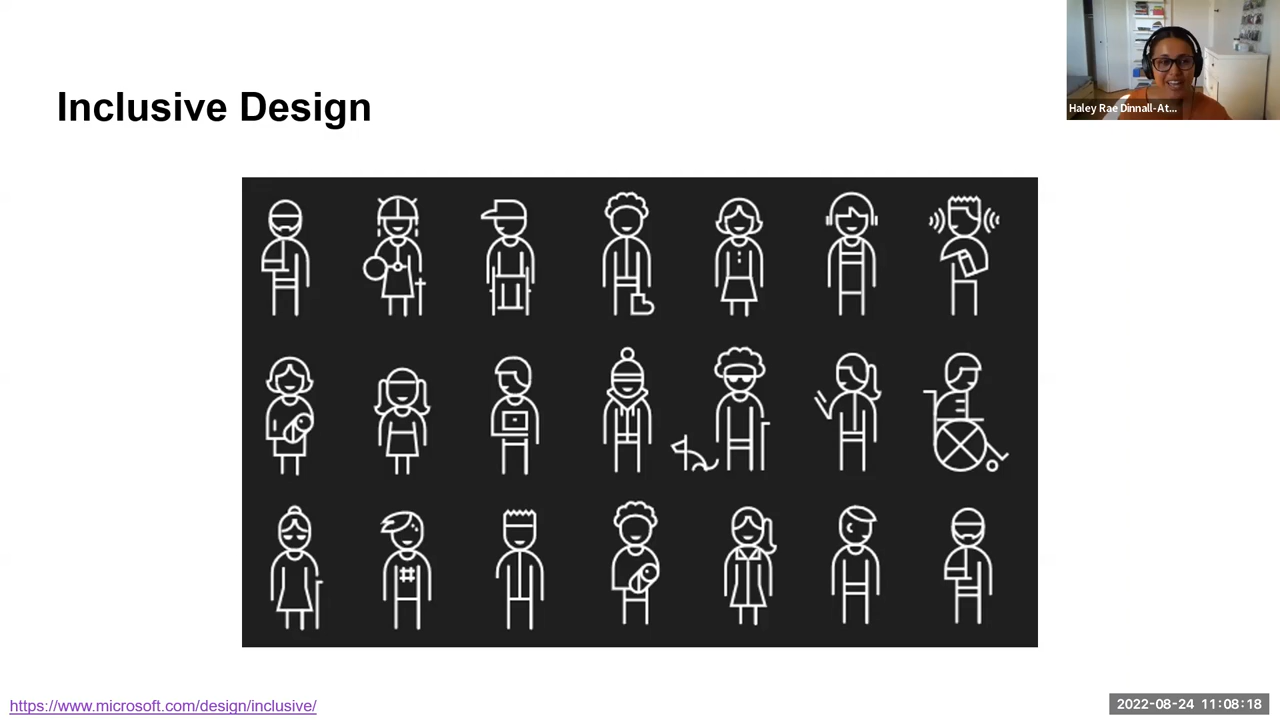 Haley Rae Dinnall-At...
Inclusive Design
https://www.microsoft.com/design/inclusive/
2022-08-24 11:08:18